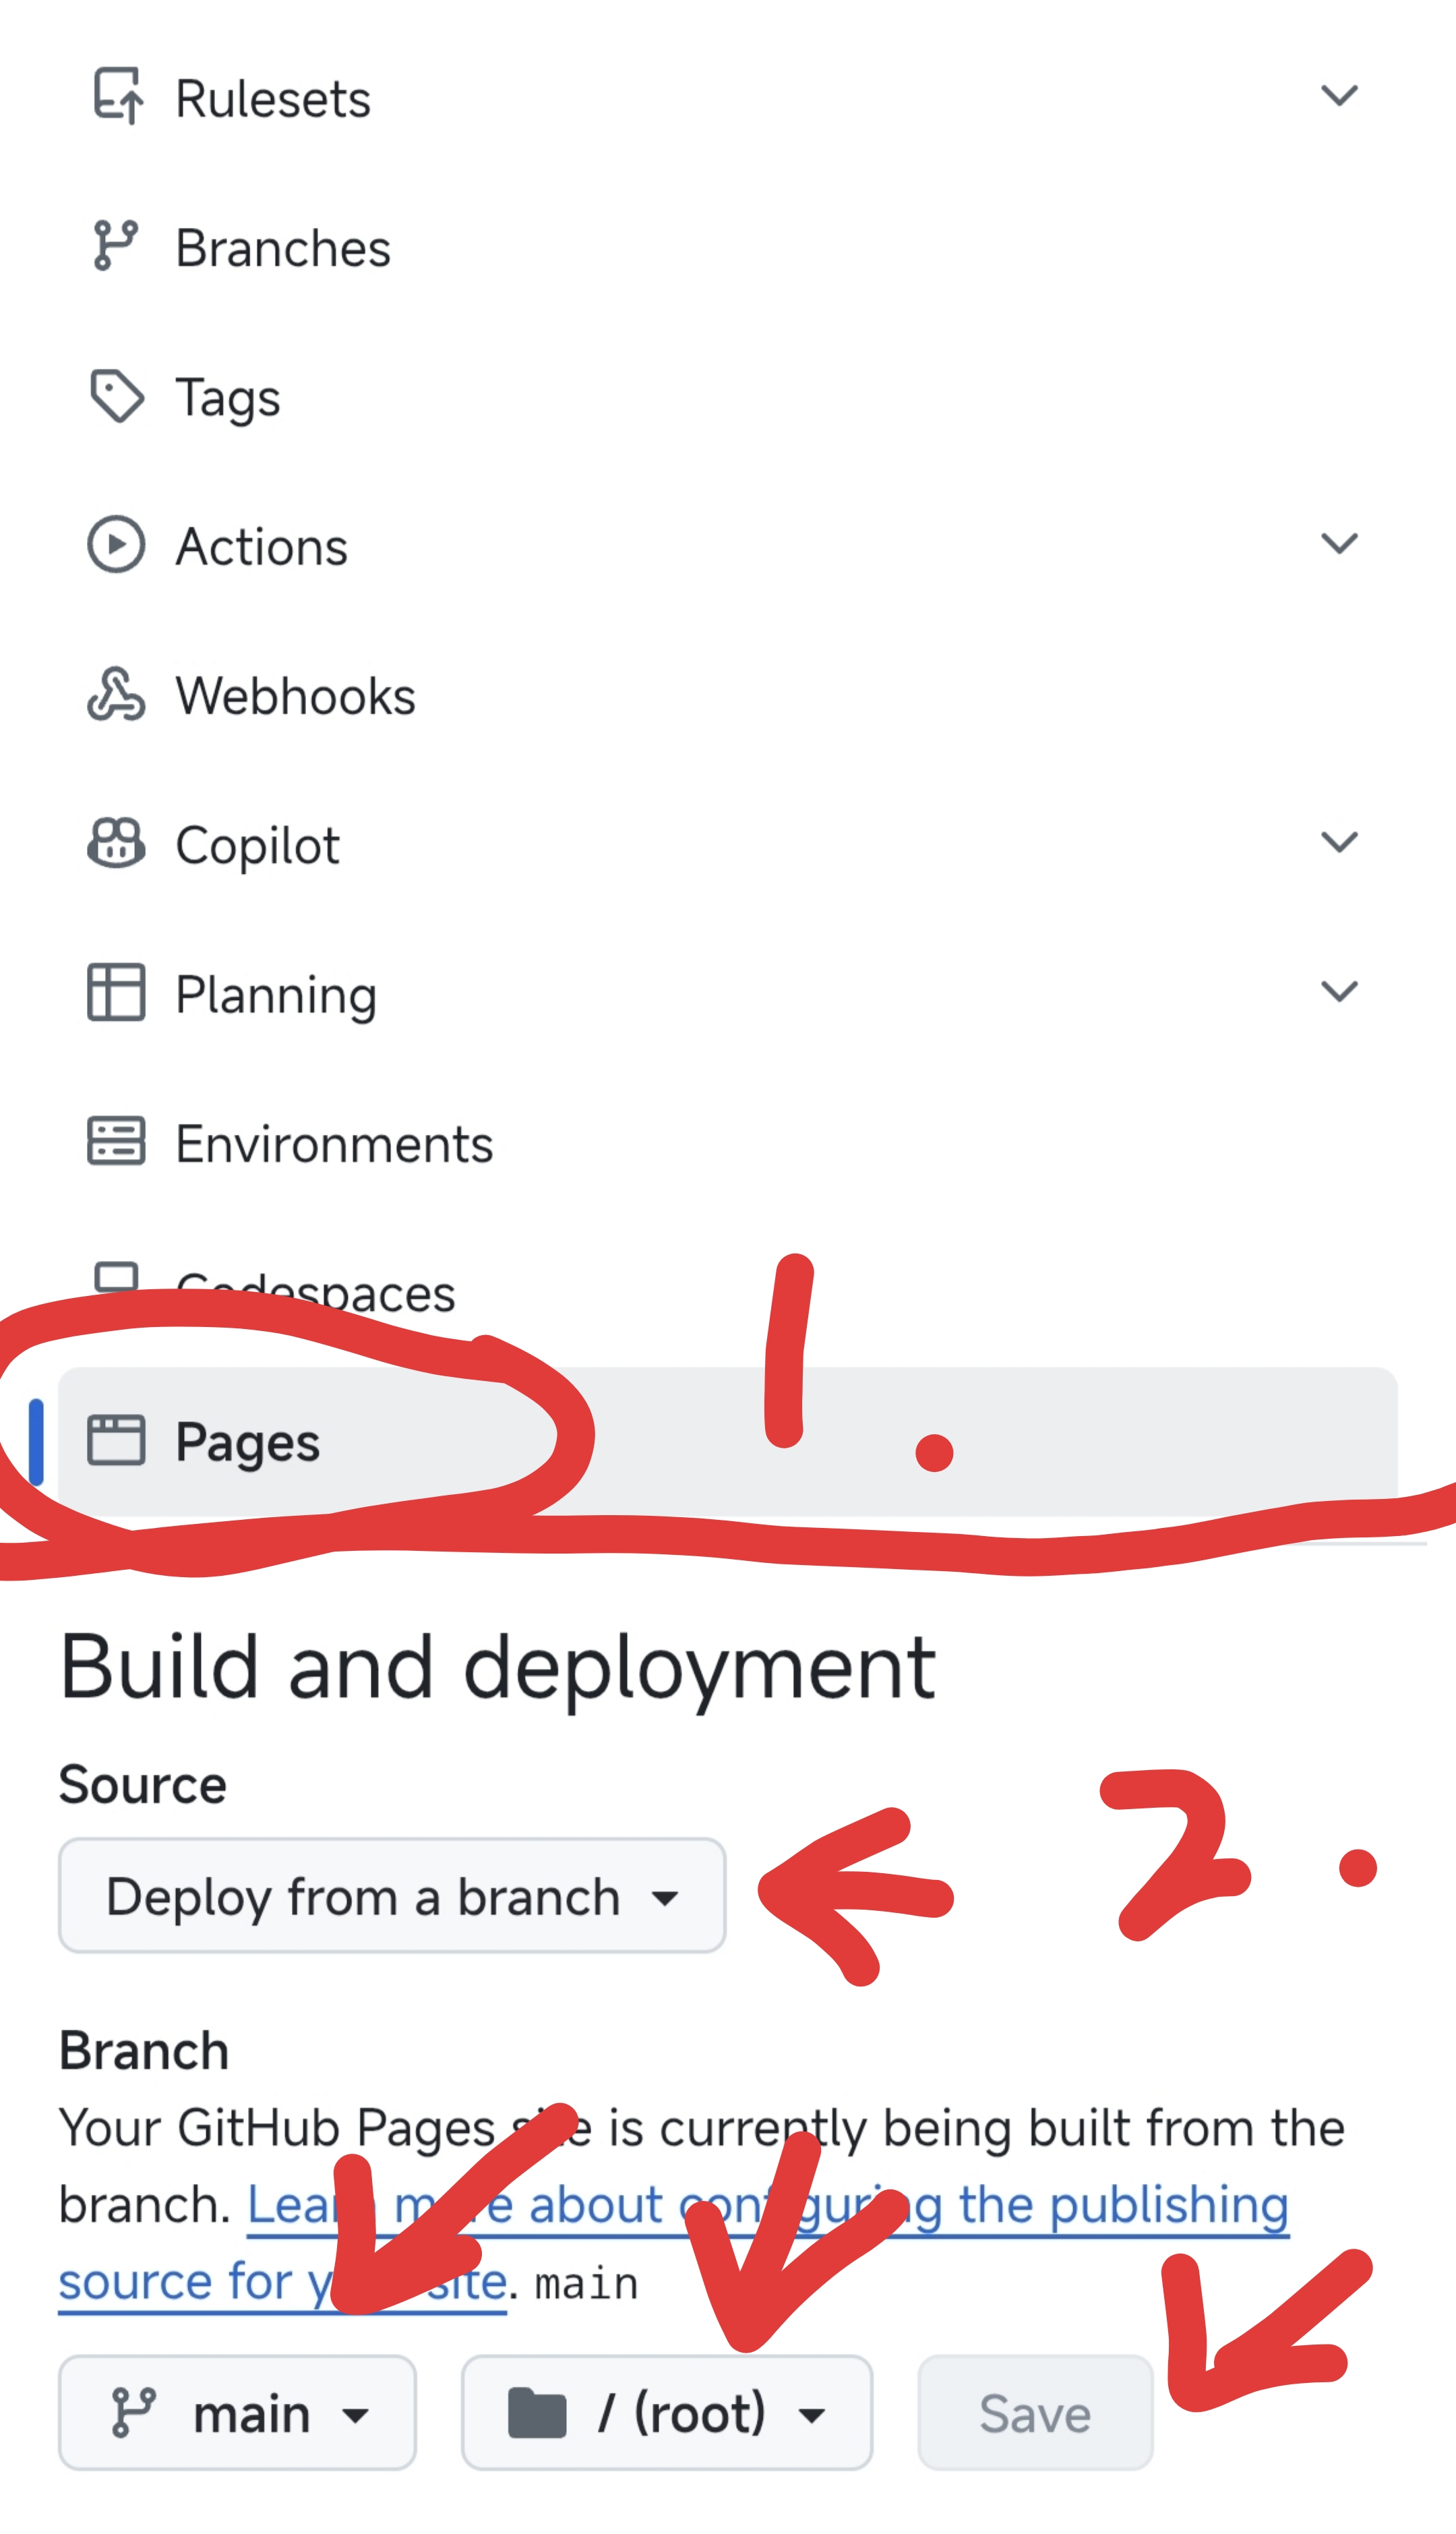 Rulesets
Branches
Tags
Actions
Webhooks
Copilot
Planning
Environments
Codespaces
1.
Pages
Build and deployment
Source
2.
Deploy from a branch
Branch
Your GitHub Pages site is currently being built from the
branch. Learn more about configuring the publishing
source for your site. main
main
/ (root)
Save